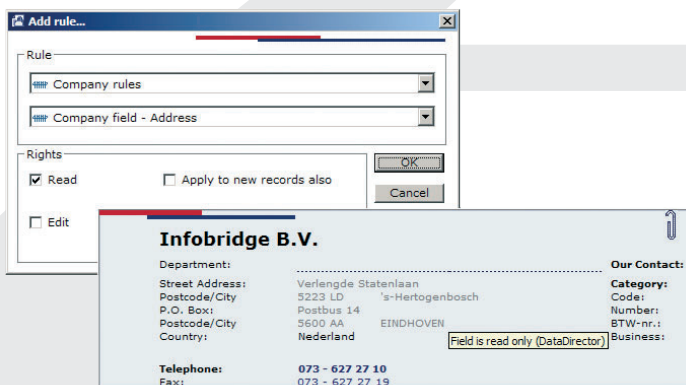 Add rule...
Rule
Company rules
Company field - Address
Rights
Read
Apply to new records also
OK
Cancel
Edit
Infobridge B.V.
Department:
Our Contact:
Street Address: Verlengde Statenlaan Category:
Postcode/City 5223 LD 's-Hertogenbosch Code:
P.O. Box: Postbus 14 Number:
Postcode/City 5600 AA EINDHOVEN BTW-nr.:
Country: Nederland Field is read only (DataDirector) Business:
Telephone: 073 - 627 27 10
Fax: 073 - 627 27 19